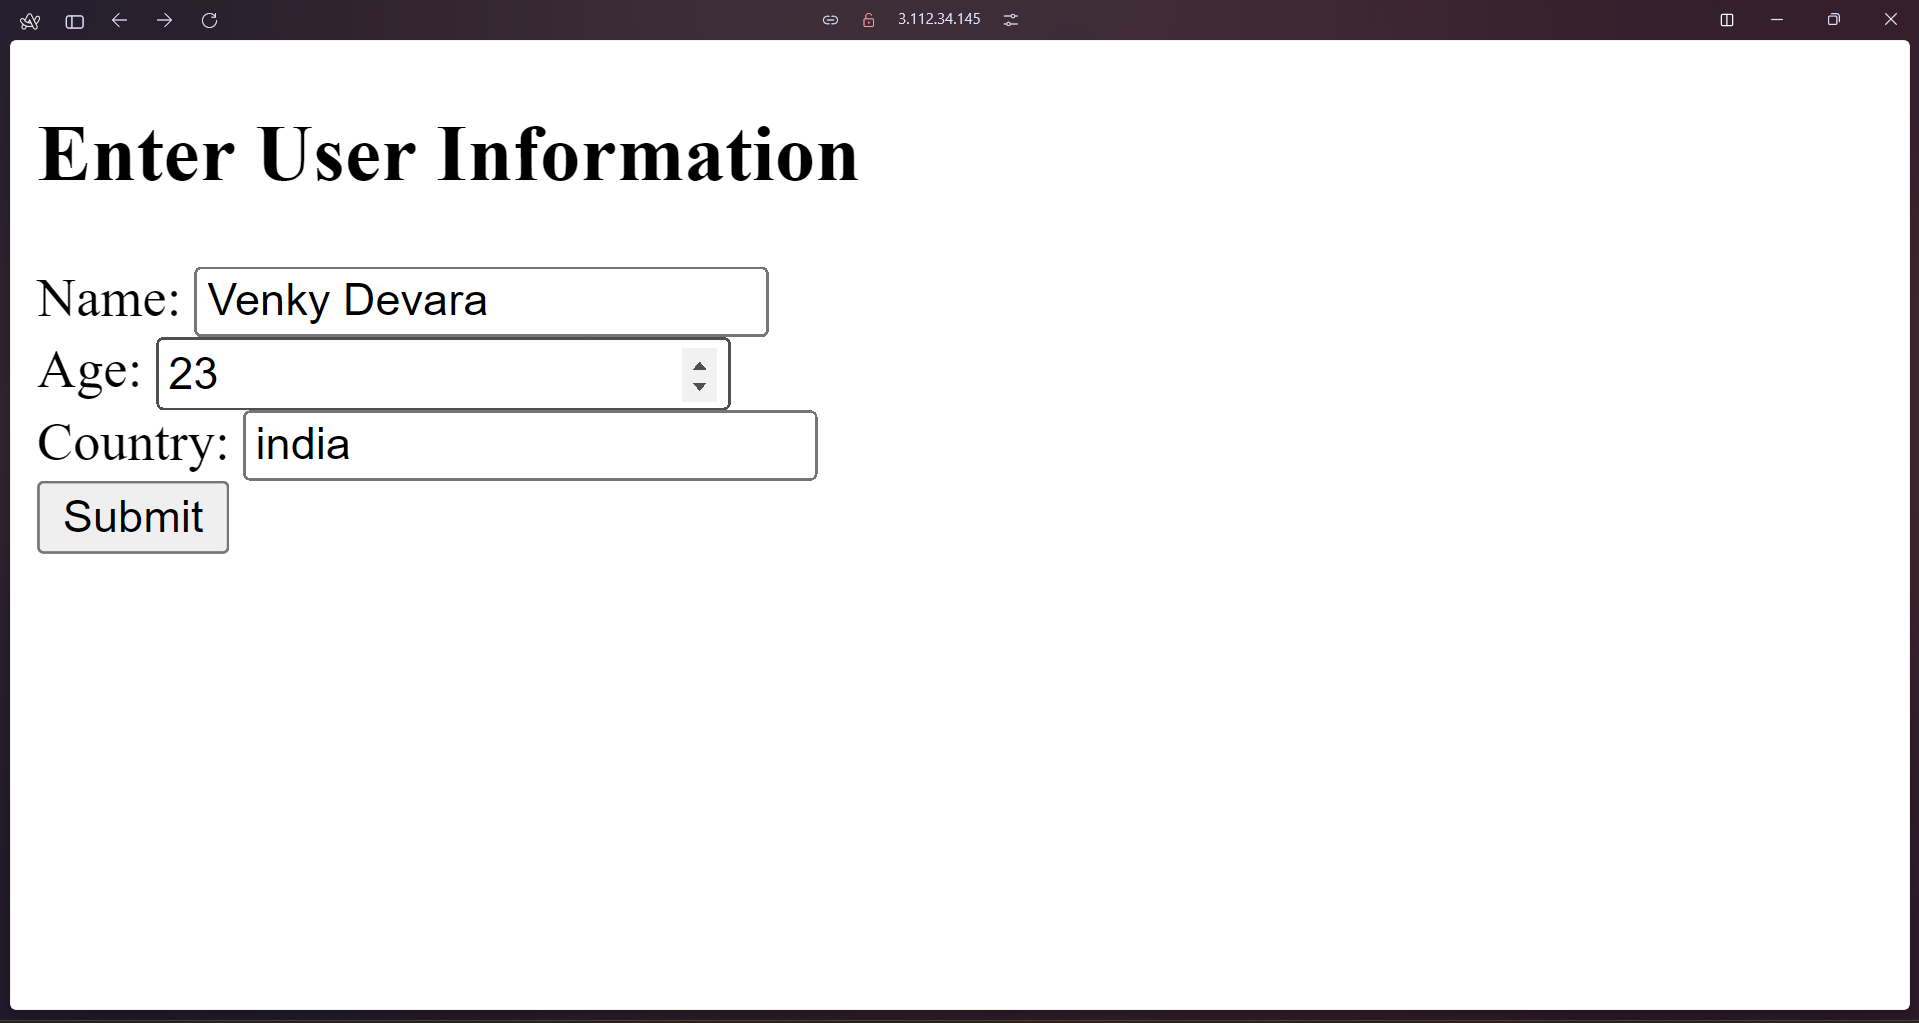 3.112.34.145
Enter User Information
Name: Venky Devara
Age: 23
Country: india
Submit